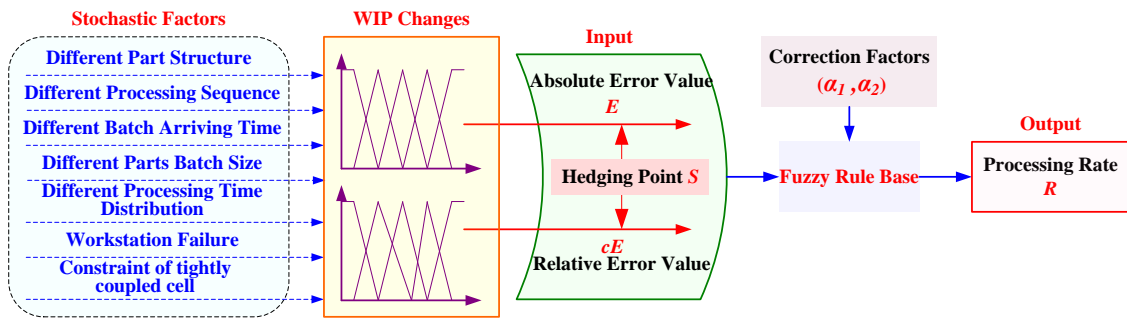 Stochastic Factors
Different Part Structure
Different Processing Sequence
Different Batch Arriving Time
Different Parts Batch Size
Different Processing Time
Distribution
Workstation Failure
Constraint of tightly
coupled cell
WIP Changes
Input
Absolute Error Value
E
Hedging Point S
cE
Relative Error Value
Correction Factors
(α1 ,α2)
Fuzzy Rule Base
Output
Processing Rate
R